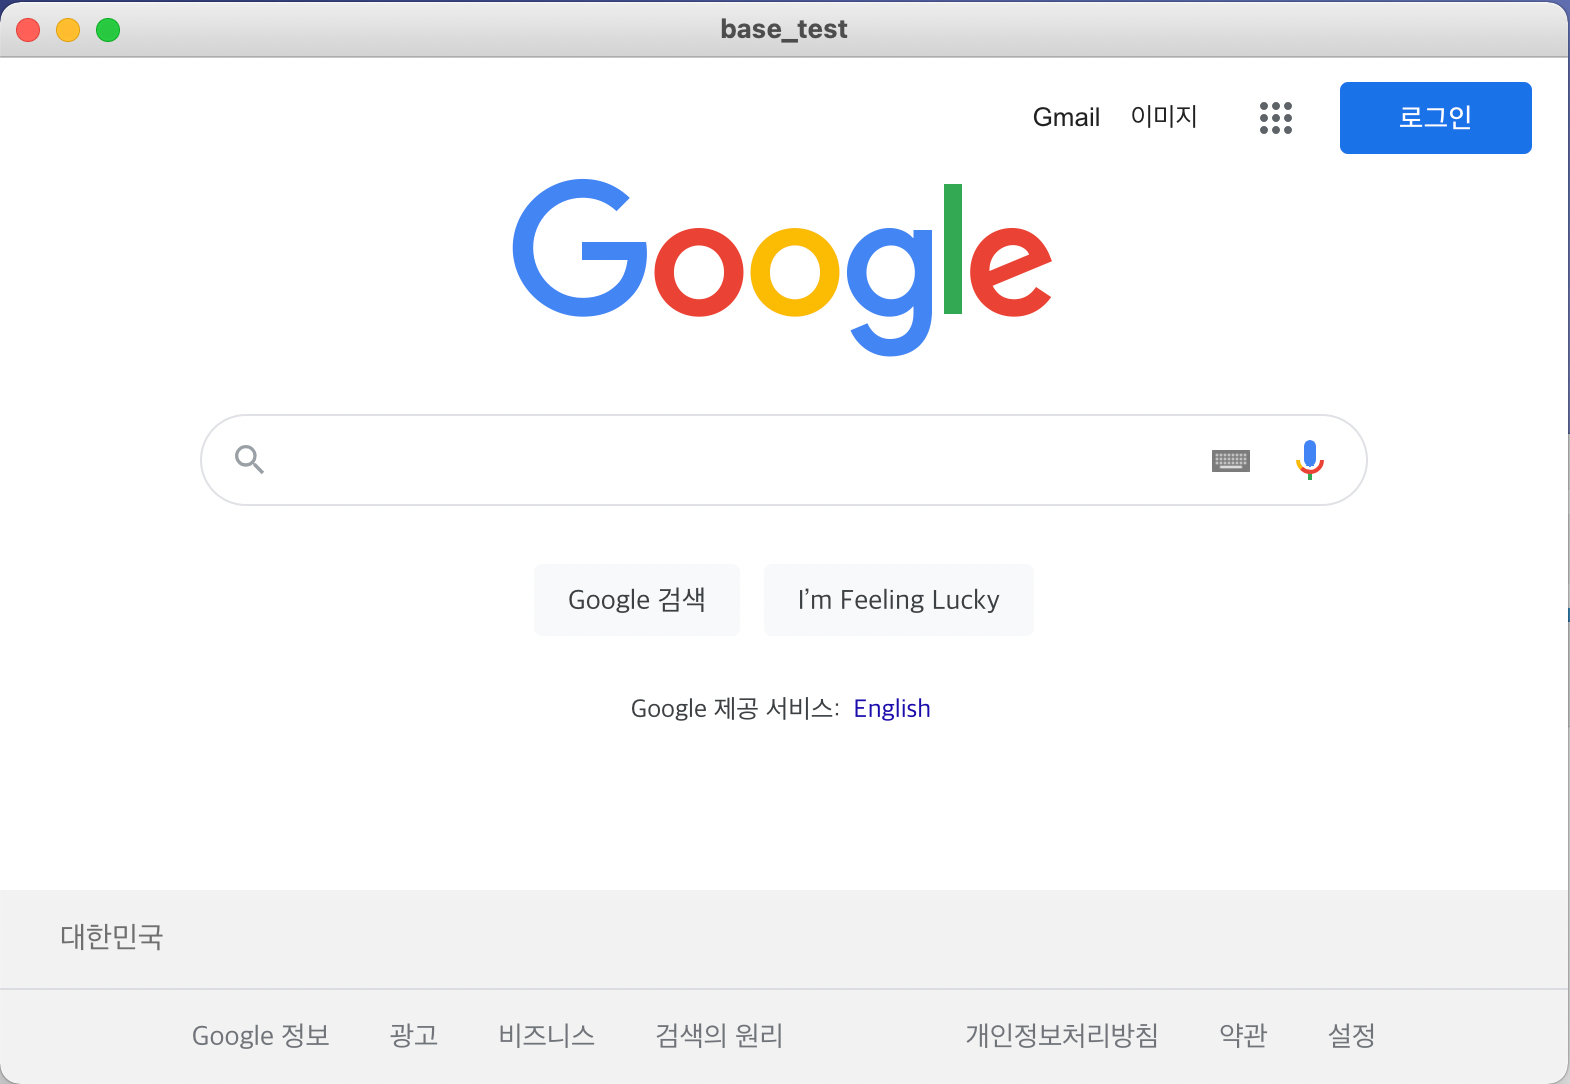 base_test
Gmail 이미지 로그인
Google
Google 검색 I’m Feeling Lucky
Google 제공 서비스: English
대한민국
Google 정보 광고 비즈니스 검색의 원리 개인정보처리방침 약관 설정